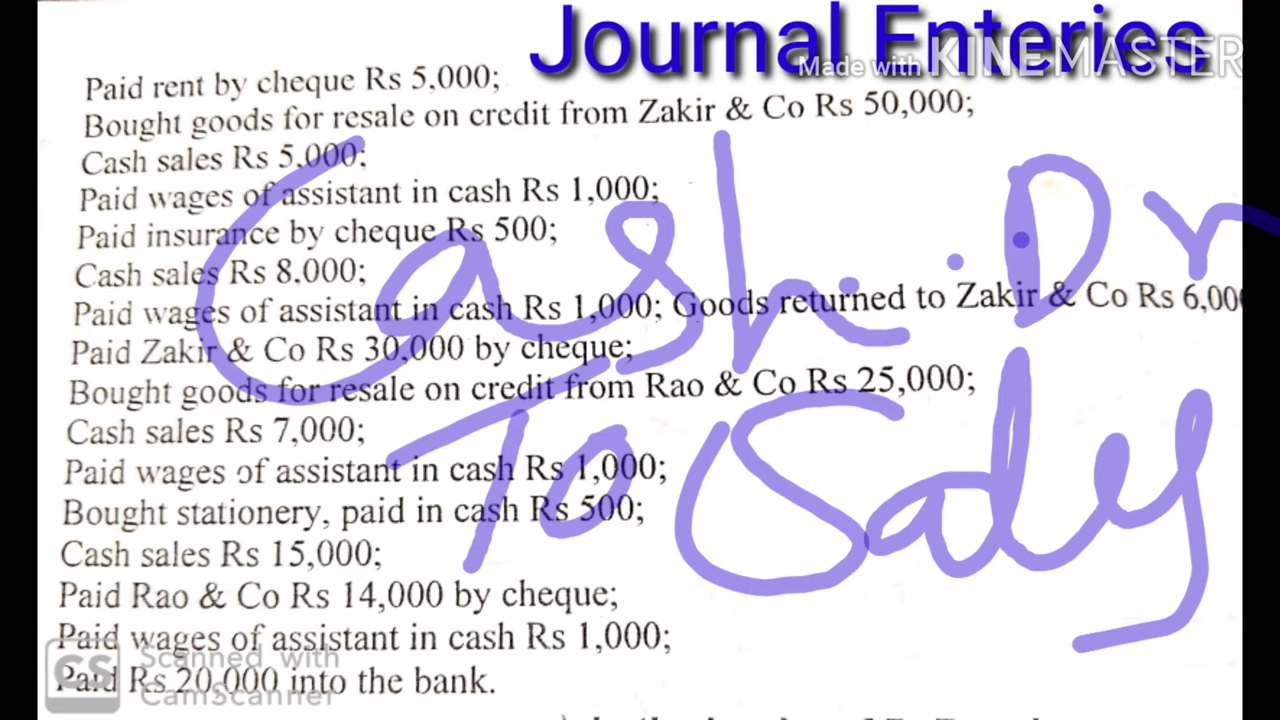 Journal Enteries
Made with KINEMASTER
Paid rent by cheque Rs 5,000;
Bought goods for resale on credit from Zakir & Co Rs 50,000;
Cash sales Rs 5,000;
Paid wages of assistant in cash Rs 1,000;
Paid insurance by cheque Rs 500;
Cash sales Rs 8,000;
Paid wages of assistant in cash Rs 1,000; Goods returned to Zakir & Co Rs 6,00
Paid Zakir & Co Rs 30,000 by cheque;
Bought goods for resale on credit from Rao & Co Rs 25,000;
Cash sales Rs 7,000;
Paid wages of assistant in cash Rs 1,000;
Bought stationery, paid in cash Rs 500;
Cash sales Rs 15,000;
Paid Rao & Co Rs 14,000 by cheque;
Paid wages of assistant in cash Rs 1,000;
Paid Rs 20,000 into the bank.
Cash. Dr
To Sales
CS Scanned with
CamScanner